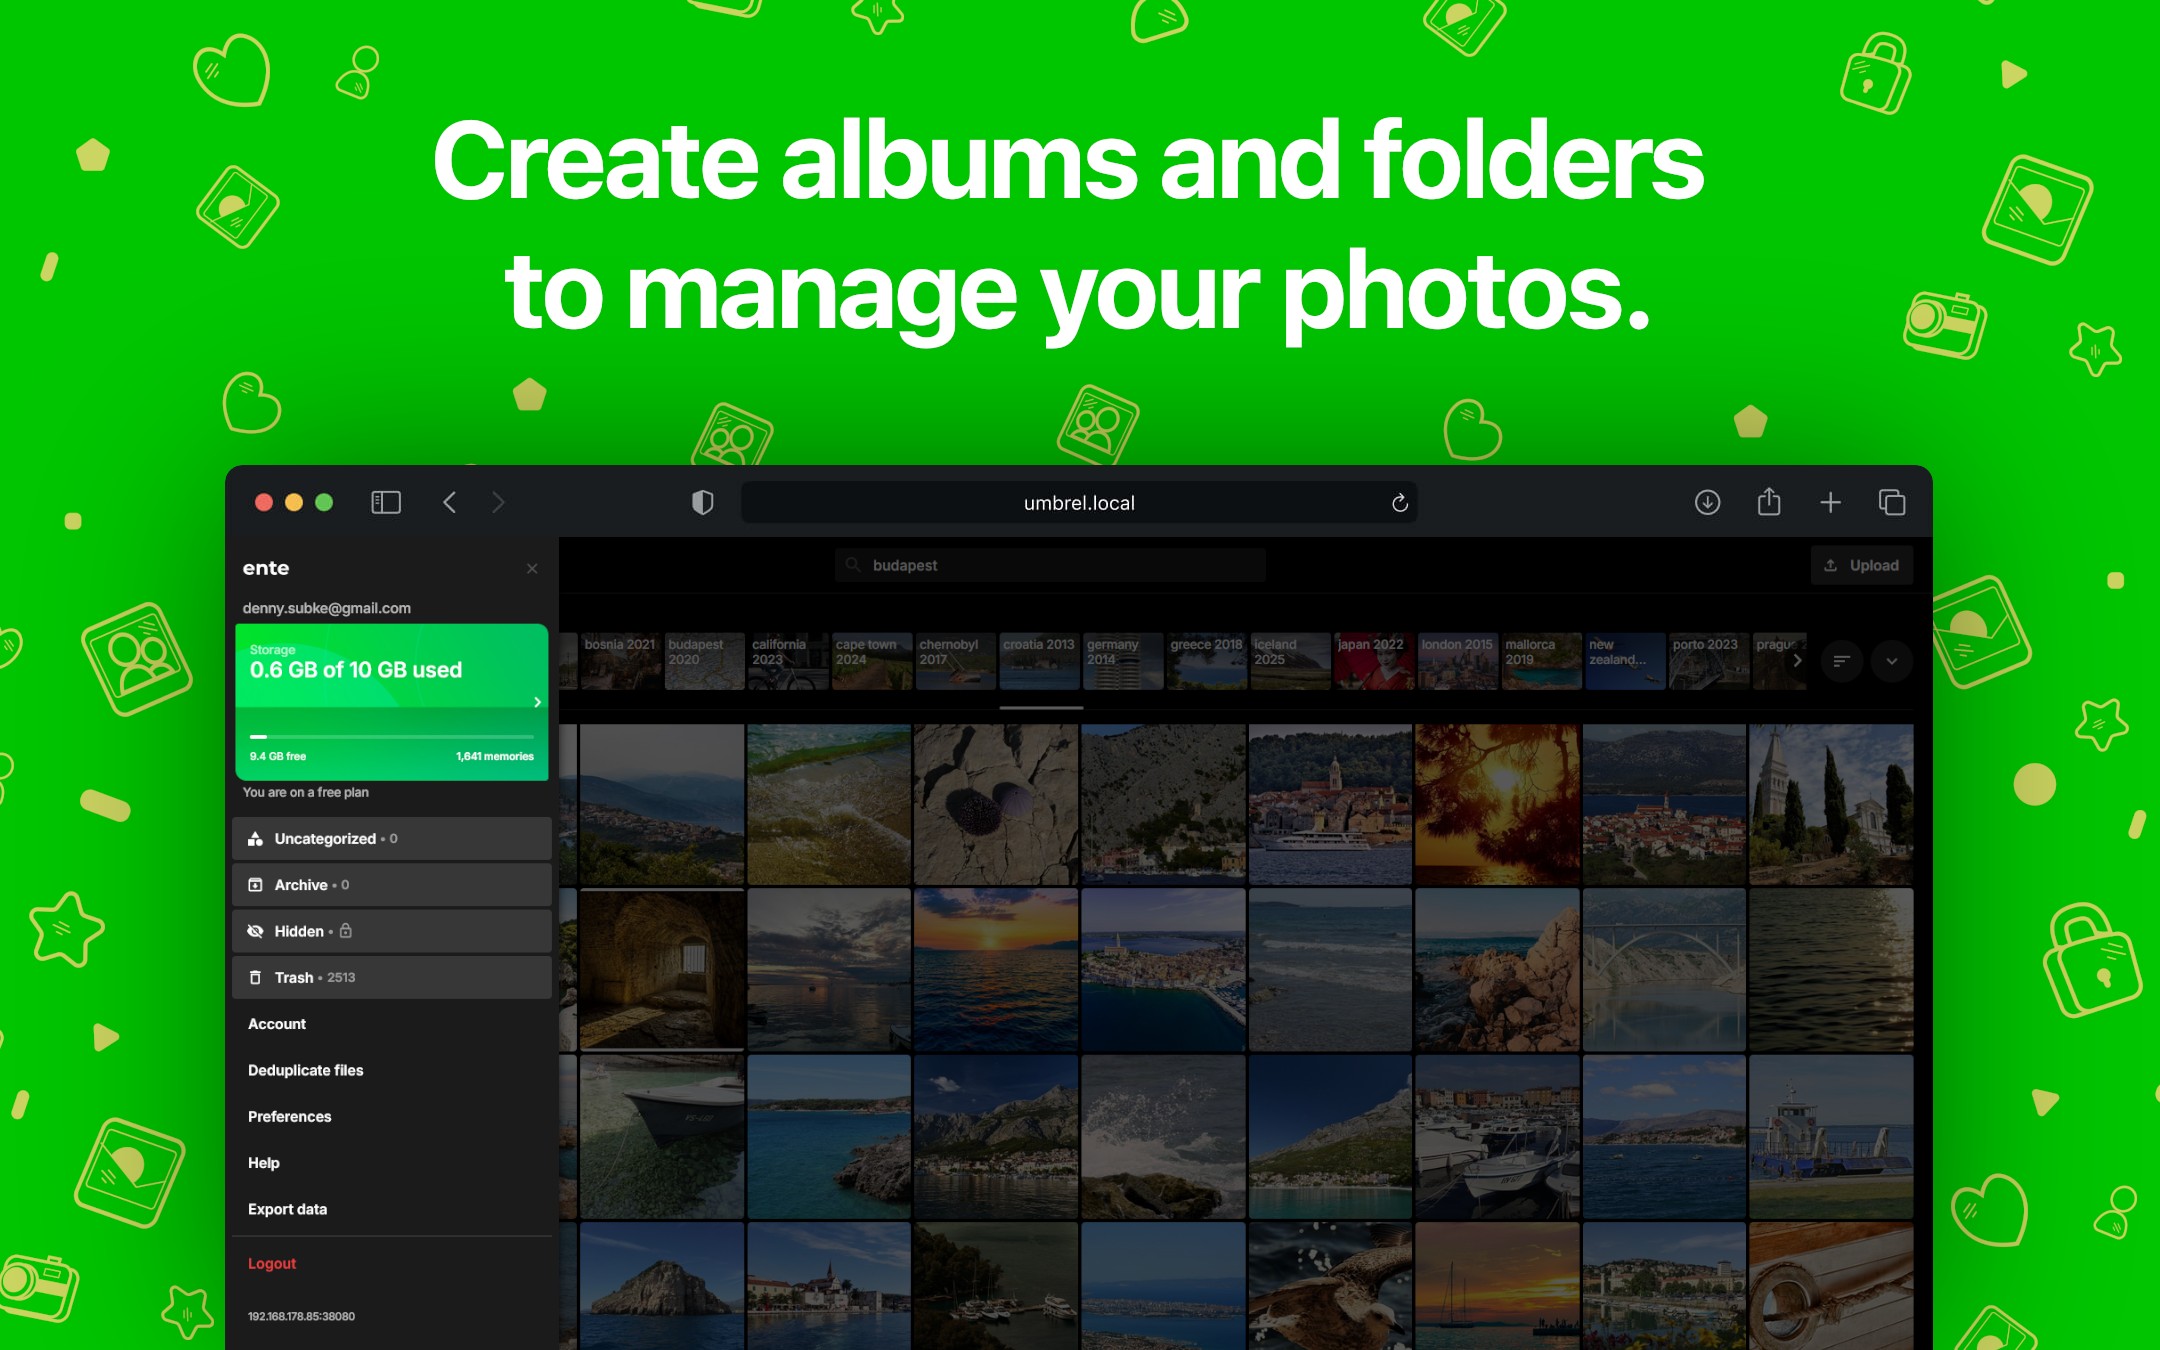 Create albums and folders
to manage your photos.
umbrel.local
ente
budapest
Upload
denny.subke@gmail.com
Storage
0.6 GB of 10 GB used
9.4 GB free
1,641 memories
You are on a free plan
bosnia 2021
budapest
2020
california
2023
cape town
2024
chernobyl
2017
croatia 2013
germany
2014
greece 2018
iceland
2025
japan 2022
london 2015
mallorca
2019
new
zealand...
porto 2023
prague
Uncategorized • 0
Archive • 0
Hidden •
Trash • 2513
Account
Deduplicate files
Preferences
Help
Export data
Logout
192.168.178.85:38080